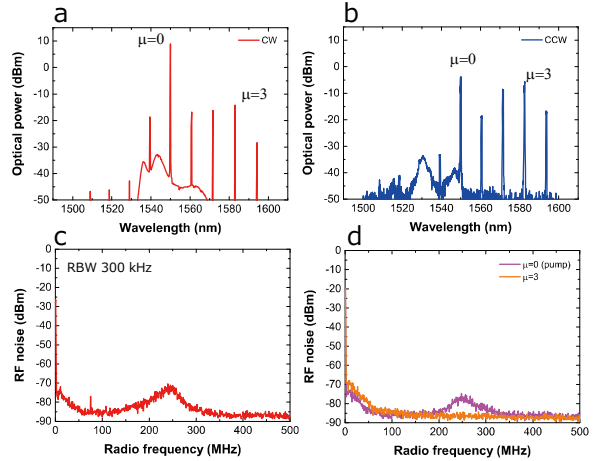 a
μ=0
CW
μ=3
10
0
-10
-20
-30
-40
-50
Optical power (dBm)
1500 1520 1540 1560 1580 1600
Wavelength (nm)
b
CCW
μ=0
μ=3
10
0
-10
-20
-30
-40
-50
Optical power (dBm)
1500 1520 1540 1560 1580 1600
Wavelength (nm)
c
RBW 300 kHz
0
-10
-20
-30
-40
-50
-60
-70
-80
-90
RF noise (dBm)
0 100 200 300 400 500
Radio frequency (MHz)
d
μ=0 (pump)
μ=3
0
-10
-20
-30
-40
-50
-60
-70
-80
-90
RF noise (dBm)
0 100 200 300 400 500
Radio frequency (MHz)